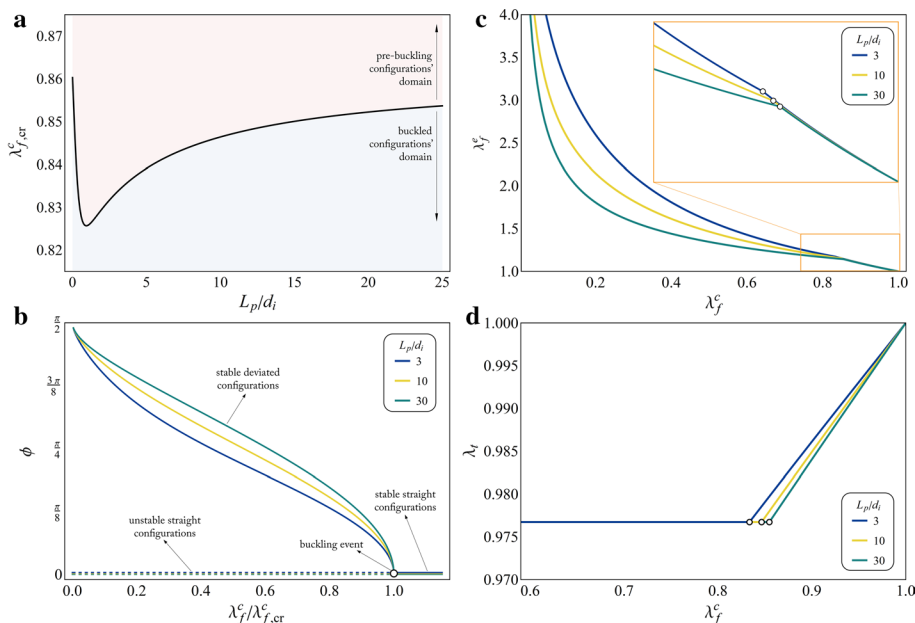 a
0.87
0.86
0.85
0.84
0.83
0.82
λ^c_{f,cr}
pre-buckling
configurations'
domain
buckled
configurations'
domain
0 5 10 15 20 25
L_p/d_i
c
4.0
3.5
3.0
2.5
2.0
1.5
1.0
λ^e_f
L_p/d_i
3
10
30
0.2 0.4 0.6 0.8 1.0
λ^c_f
b
π/2
3π/8
π/4
π/8
0
ϕ
L_p/d_i
3
10
30
stable deviated
configurations
stable straight
configurations
unstable straight
configurations
buckling event
0.0 0.2 0.4 0.6 0.8 1.0
λ^c_f/λ^c_{f,cr}
d
1.000
0.995
0.990
0.985
0.980
0.975
0.970
λ_t
L_p/d_i
3
10
30
0.6 0.7 0.8 0.9 1.0
λ^c_f